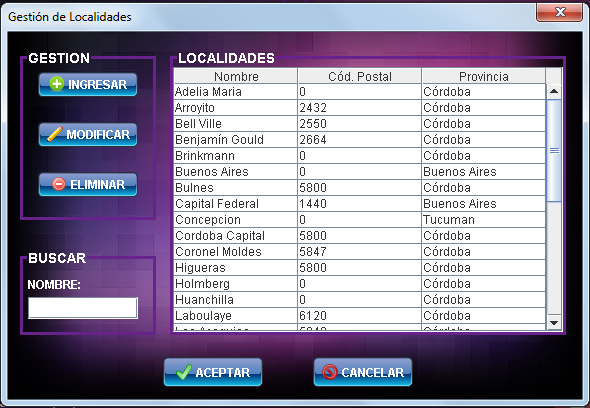 Gestión de Localidades
GESTION
INGRESAR
MODIFICAR
ELIMINAR
BUSCAR
NOMBRE:
LOCALIDADES
Nombre Cód. Postal Provincia
Adelia Maria 0 Córdoba
Arroyito 2432 Córdoba
Bell Ville 2550 Córdoba
Benjamín Gould 2664 Córdoba
Brinkmann 0 Córdoba
Buenos Aires 0 Buenos Aires
Bulnes 5800 Córdoba
Capital Federal 1440 Buenos Aires
Concepcion 0 Tucuman
Cordoba Capital 5800 Córdoba
Coronel Moldes 5847 Córdoba
Higueras 5800 Córdoba
Holmberg 0 Córdoba
Huanchilla 0 Córdoba
Laboulaye 6120 Córdoba
Córdoba
ACEPTAR CANCELAR